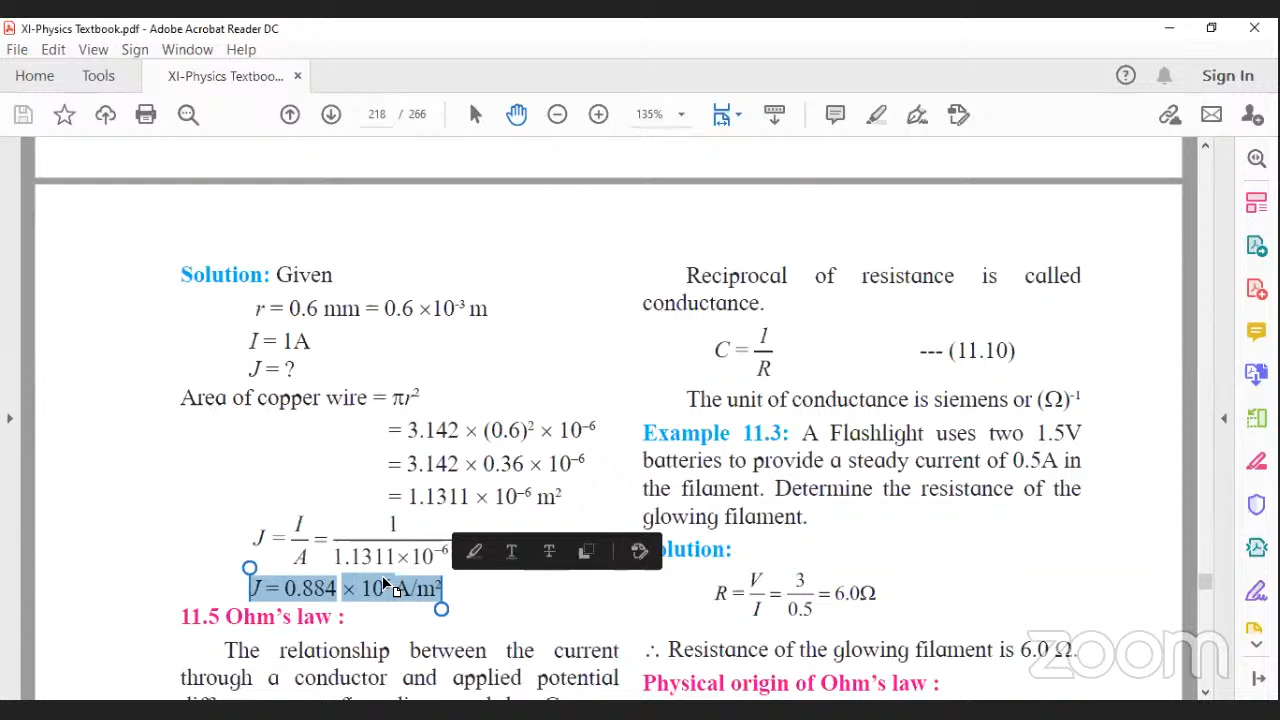 XI-Physics Textbook.pdf - Adobe Acrobat Reader DC
File Edit View Sign Window Help
Home Tools XI-Physics Textboo... ×
Sign In
218 / 266
135%
Solution: Given
r = 0.6 mm = 0.6 ×10⁻³ m
I = 1A
J = ?
Area of copper wire = πr²
= 3.142 × (0.6)² × 10⁻⁶
= 3.142 × 0.36 × 10⁻⁶
= 1.1311 × 10⁻⁶ m²
J = I/A = 1/1.1311×10⁻⁶
J = 0.884 × 10 A/m²
11.5 Ohm's law :
The relationship between the current
through a conductor and applied potential
Reciprocal of resistance is called
conductance.
C = 1/R --- (11.10)
The unit of conductance is siemens or (Ω)⁻¹
Example 11.3: A Flashlight uses two 1.5V
batteries to provide a steady current of 0.5A in
the filament. Determine the resistance of the
glowing filament.
olution:
R = V/I = 3/0.5 = 6.0Ω
∴ Resistance of the glowing filament is 6.0 Ω.
Physical origin of Ohm's law :
zoom